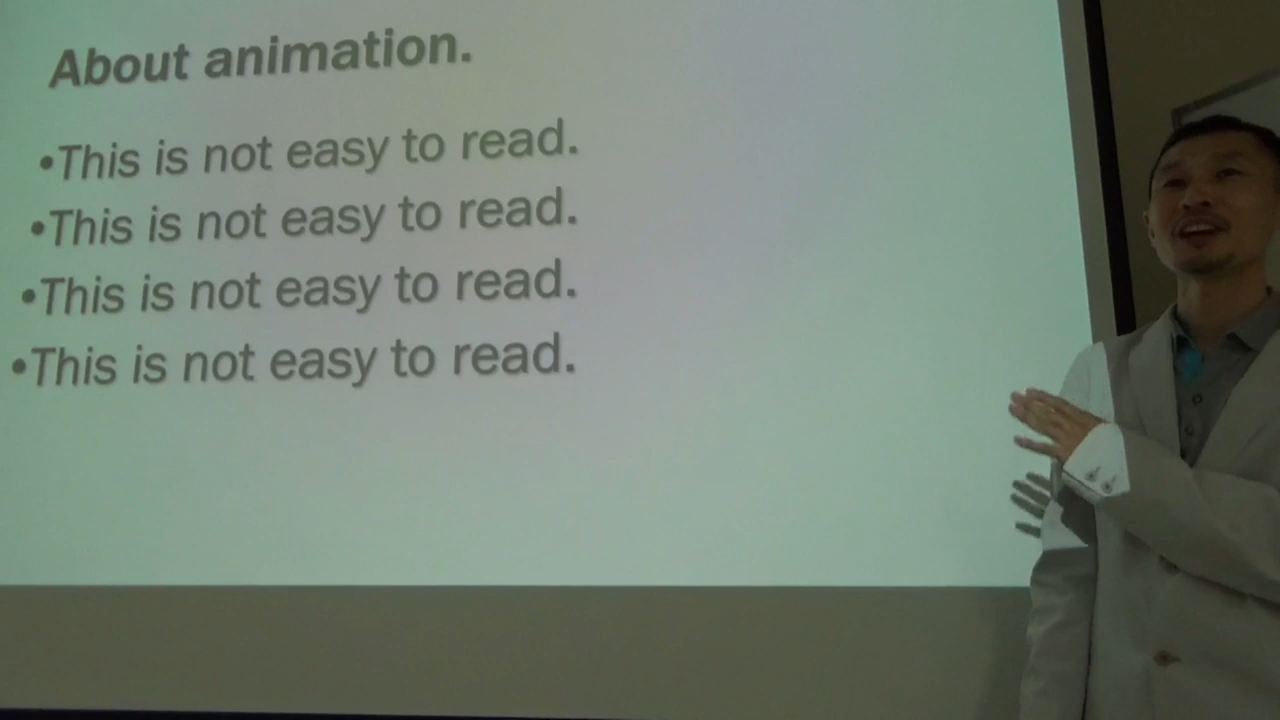 About animation.
•This is not easy to read.
•This is not easy to read.
•This is not easy to read.
•This is not easy to read.